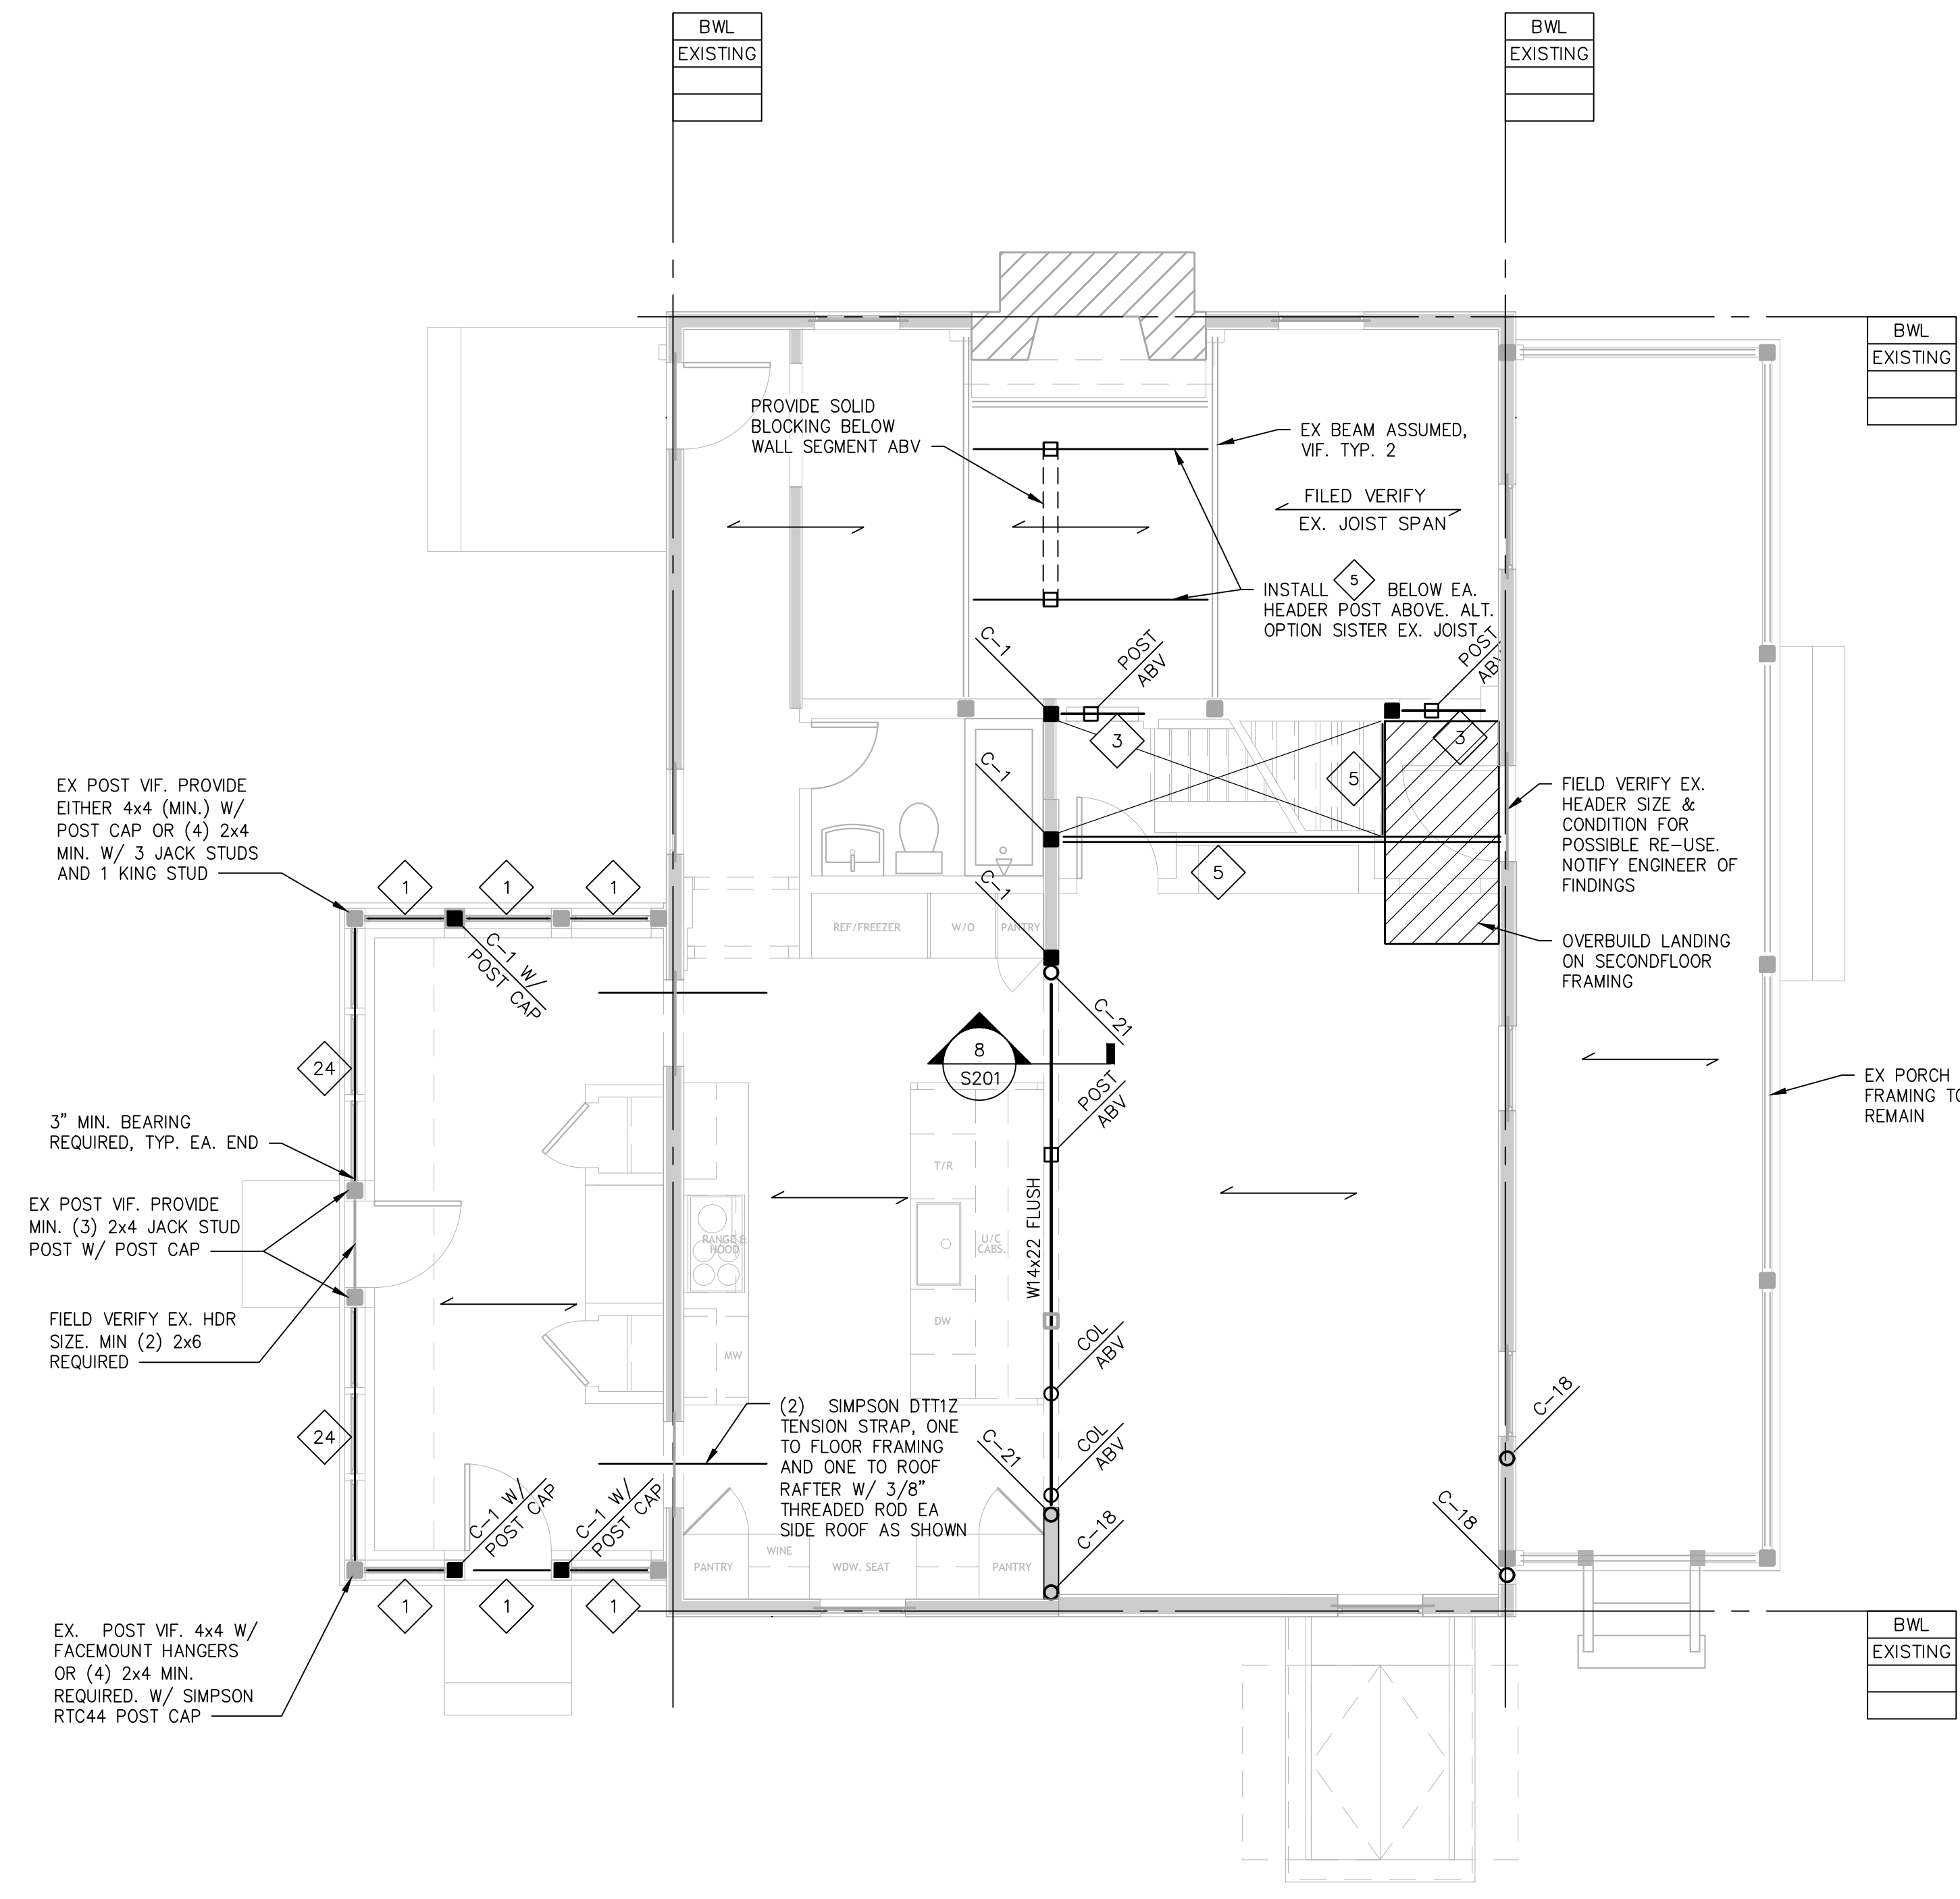 BWL
EXISTING
BWL
EXISTING
BWL
EXISTING
PROVIDE SOLID
BLOCKING BELOW
WALL SEGMENT ABV
EX BEAM ASSUMED,
VIF. TYP. 2
FILED VERIFY
EX. JOIST SPAN
INSTALL 5 BELOW EA.
HEADER POST ABOVE. ALT.
OPTION SISTER EX. JOIST
C-1
POST
ABV
POST
ABV
3
3
C-1
5
5
C-1
FIELD VERIFY EX.
HEADER SIZE &
CONDITION FOR
POSSIBLE RE-USE.
NOTIFY ENGINEER OF
FINDINGS
OVERBUILD LANDING
ON SECONDFLOOR
FRAMING
EX POST VIF. PROVIDE
EITHER 4x4 (MIN.) W/
POST CAP OR (4) 2x4
MIN. W/ 3 JACK STUDS
AND 1 KING STUD
1
1
1
C-1 W/
POST CAP
REF/FREEZER
W/O
PANTRY
C-21
8
S201
POST
ABV
24
3" MIN. BEARING
REQUIRED, TYP. EA. END
EX POST VIF. PROVIDE
MIN. (3) 2x4 JACK STUD
POST W/ POST CAP
FIELD VERIFY EX. HDR
SIZE. MIN (2) 2x6
REQUIRED
24
EX PORCH
FRAMING TO
REMAIN
T/R
U/C
CABS.
DW
RANGE &
HOOD
MW
W14x22 FLUSH
COL
ABV
COL
ABV
(2) SIMPSON DTT1Z
TENSION STRAP, ONE
TO FLOOR FRAMING
AND ONE TO ROOF
RAFTER W/ 3/8"
THREADED ROD EA
SIDE ROOF AS SHOWN
C-21
C-18
C-18
C-18
C-1 W/
POST CAP
C-1 W/
POST CAP
PANTRY
WINE
WDW. SEAT
PANTRY
1
1
1
EX. POST VIF. 4x4 W/
FACEMOUNT HANGERS
OR (4) 2x4 MIN.
REQUIRED. W/ SIMPSON
RTC44 POST CAP
BWL
EXISTING